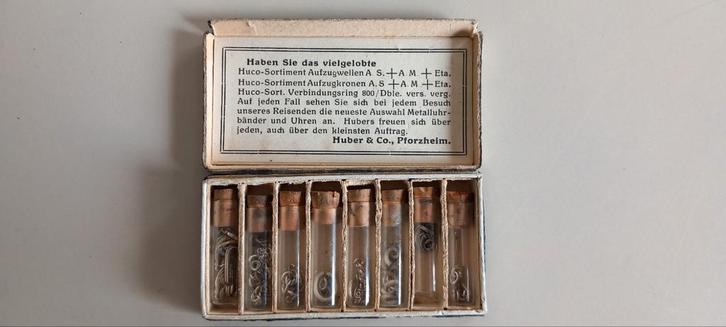 Haben Sie das vielgelobte
Huco-Sortiment Aufzugwellen A. S. + A M + Eta.
Huco-Sortiment Aufzugkronen A. S + A M + Eta.
Huco-Sort. Verbindungsring 800/Dble. vers. verg.
Auf jeden Fall sehen Sie sich bei jedem Besuch
unseres Reisenden die neueste Auswahl Metalluhr-
bänder und Uhren an. Hubers freuen sich über
jeden, auch über den kleinsten Auftrag.
Huber & Co., Pforzheim.